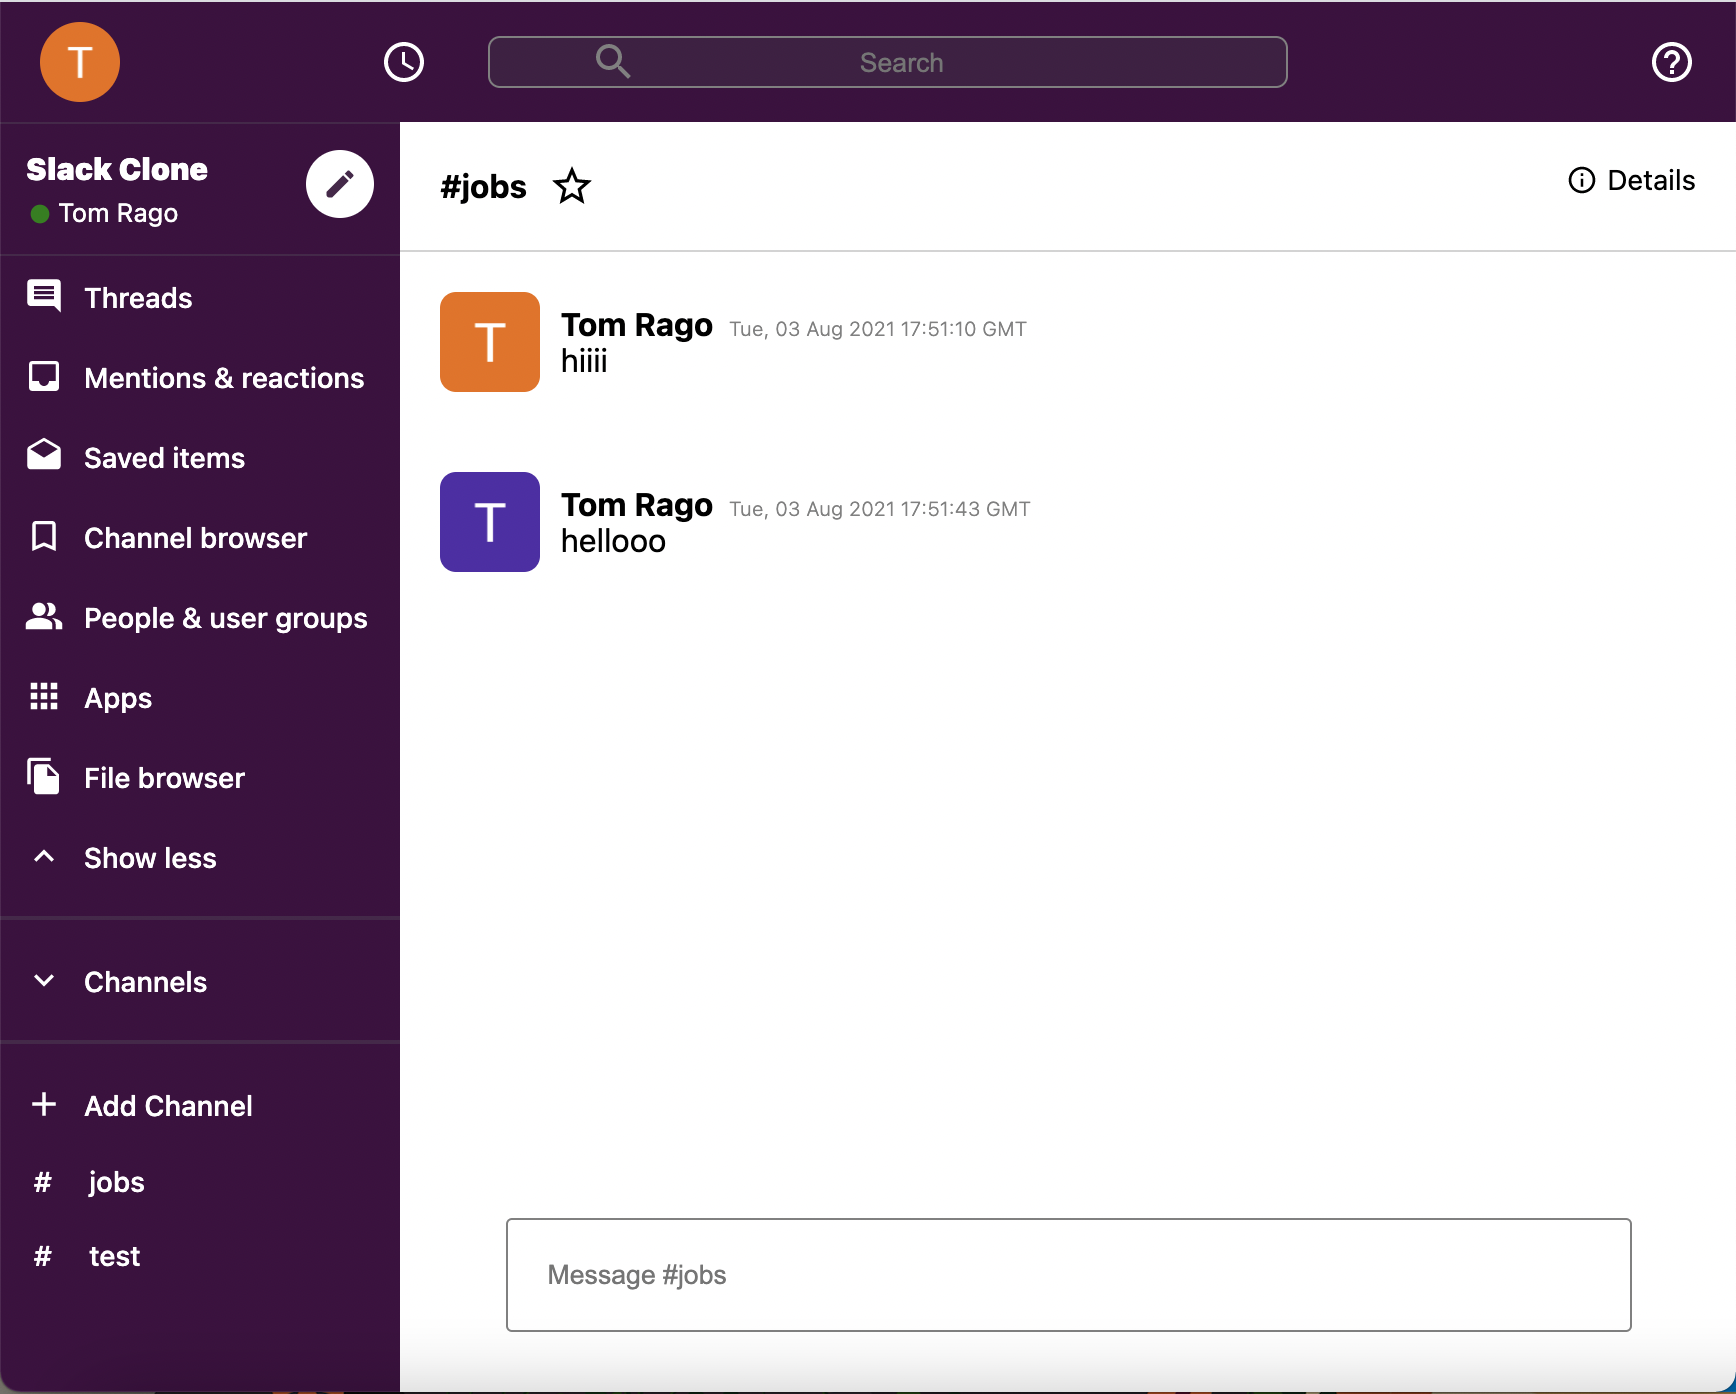 T
Search
Slack Clone
Tom Rago
Threads
Mentions & reactions
Saved items
Channel browser
People & user groups
Apps
File browser
Show less
Channels
Add Channel
# jobs
# test
#jobs
Details
T
Tom Rago Tue, 03 Aug 2021 17:51:10 GMT
hiiii
T
Tom Rago Tue, 03 Aug 2021 17:51:43 GMT
hellooo
Message #jobs